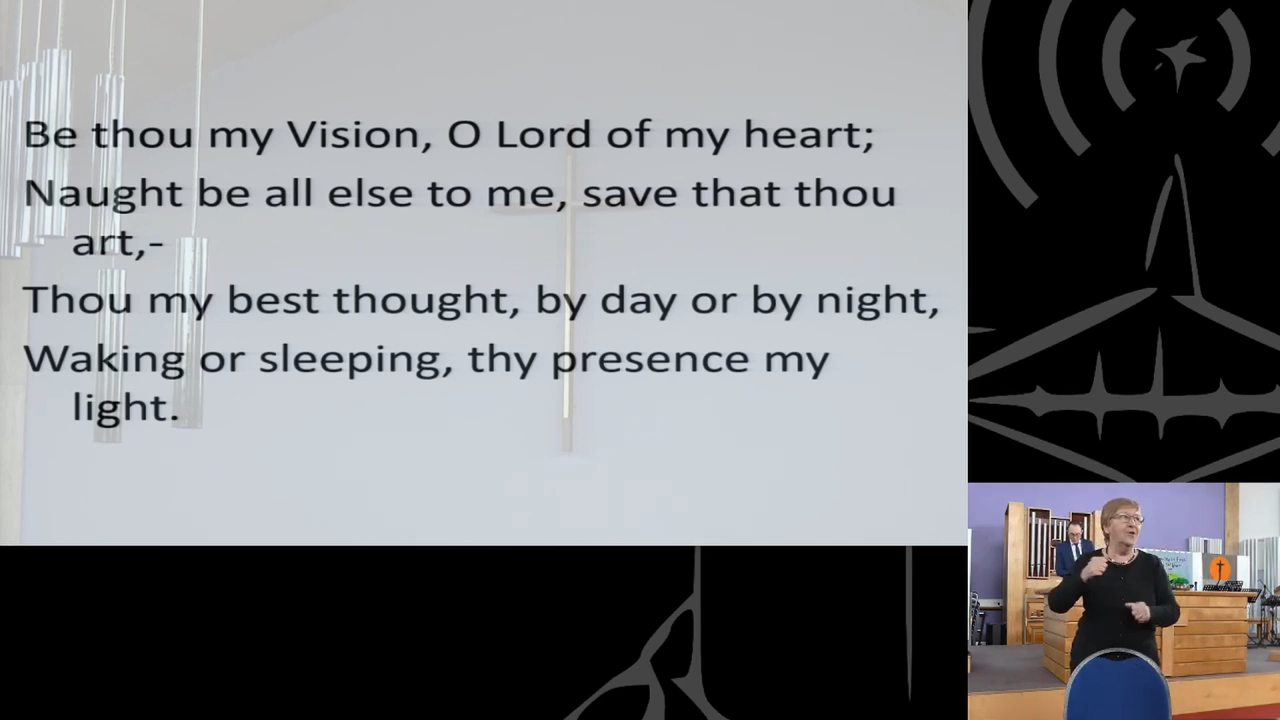 Be thou my Vision, O Lord of my heart;
Naught be all else to me, save that thou
art,-
Thou my best thought, by day or by night,
Waking or sleeping, thy presence my
light.